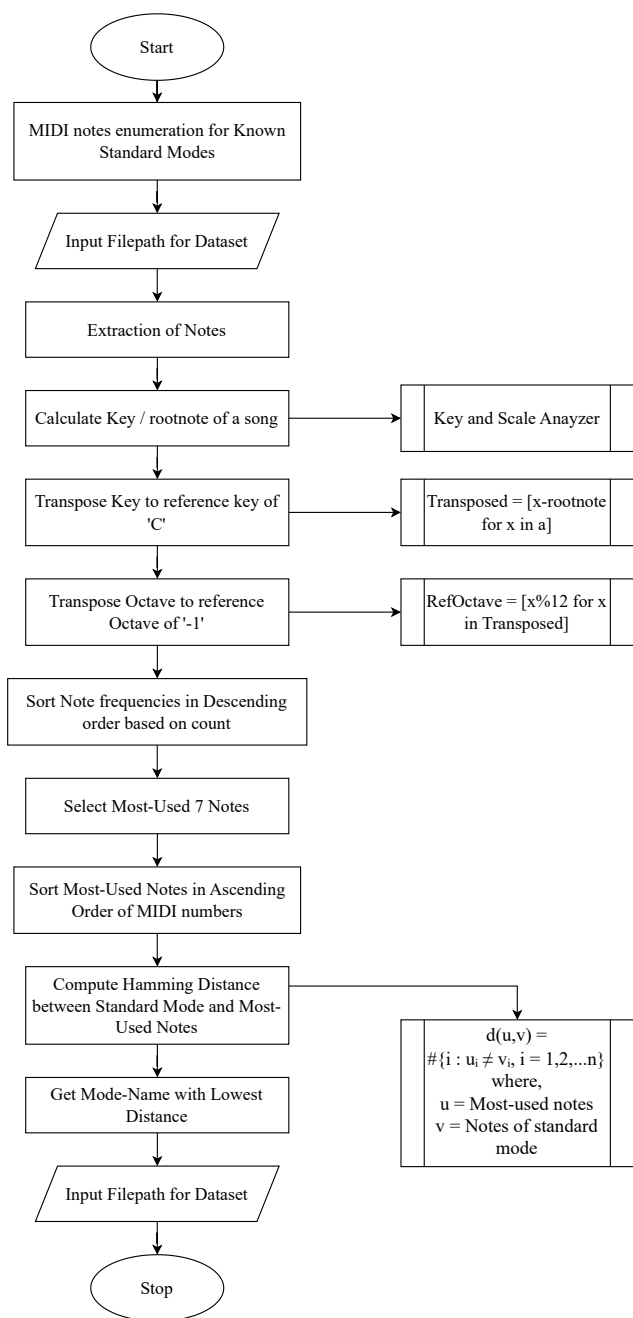 Start
MIDI notes enumeration for Known
Standard Modes
Input Filepath for Dataset
Extraction of Notes
Calculate Key / rootnote of a song
Key and Scale Anayzer
Transpose Key to reference key of
'C'
Transposed = [x-rootnote
for x in a]
Transpose Octave to reference
Octave of '-1'
RefOctave = [x%12 for x
in Transposed]
Sort Note frequencies in Descending
order based on count
Select Most-Used 7 Notes
Sort Most-Used Notes in Ascending
Order of MIDI numbers
Compute Hamming Distance
between Standard Mode and Most-
Used Notes
d(u,v) =
#{i : uᵢ ≠ vᵢ, i = 1,2,...n}
where,
u = Most-used notes
v = Notes of standard
mode
Get Mode-Name with Lowest
Distance
Input Filepath for Dataset
Stop